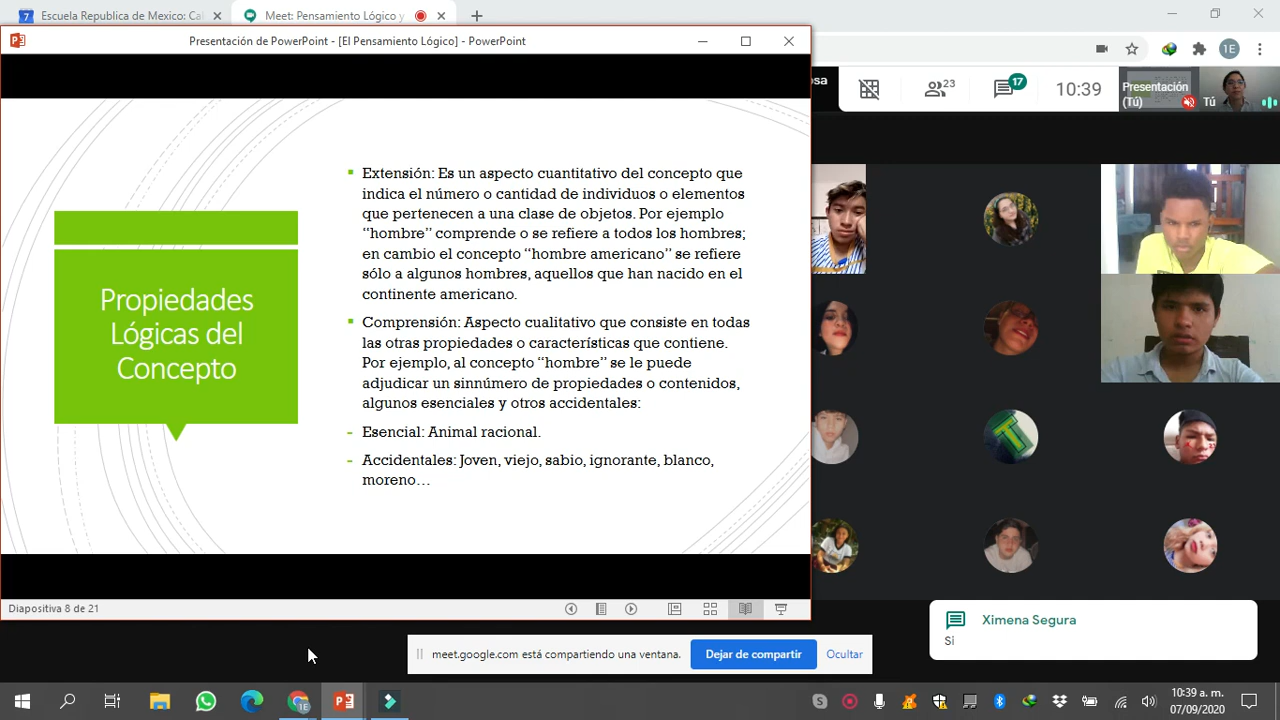 Escuela Republica de Mexico: Cal
Meet: Pensamiento Lógico y
Presentación de PowerPoint - [El Pensamiento Lógico] - PowerPoint
1E
osa
23
17
10:39
Presentación
(Tú)
Tú
Propiedades
Lógicas del
Concepto
Extensión: Es un aspecto cuantitativo del concepto que
indica el número o cantidad de individuos o elementos
que pertenecen a una clase de objetos. Por ejemplo
“hombre” comprende o se refiere a todos los hombres;
en cambio el concepto “hombre americano” se refiere
sólo a algunos hombres, aquellos que han nacido en el
continente americano.
Comprensión: Aspecto cualitativo que consiste en todas
las otras propiedades o características que contiene.
Por ejemplo, al concepto “hombre” se le puede
adjudicar un sinnúmero de propiedades o contenidos,
algunos esenciales y otros accidentales:
- Esencial: Animal racional.
- Accidentales: Joven, viejo, sabio, ignorante, blanco,
moreno…
T
Diapositiva 8 de 21
Ximena Segura
Si
meet.google.com está compartiendo una ventana.
Dejar de compartir
Ocultar
10:39 a. m.
07/09/2020